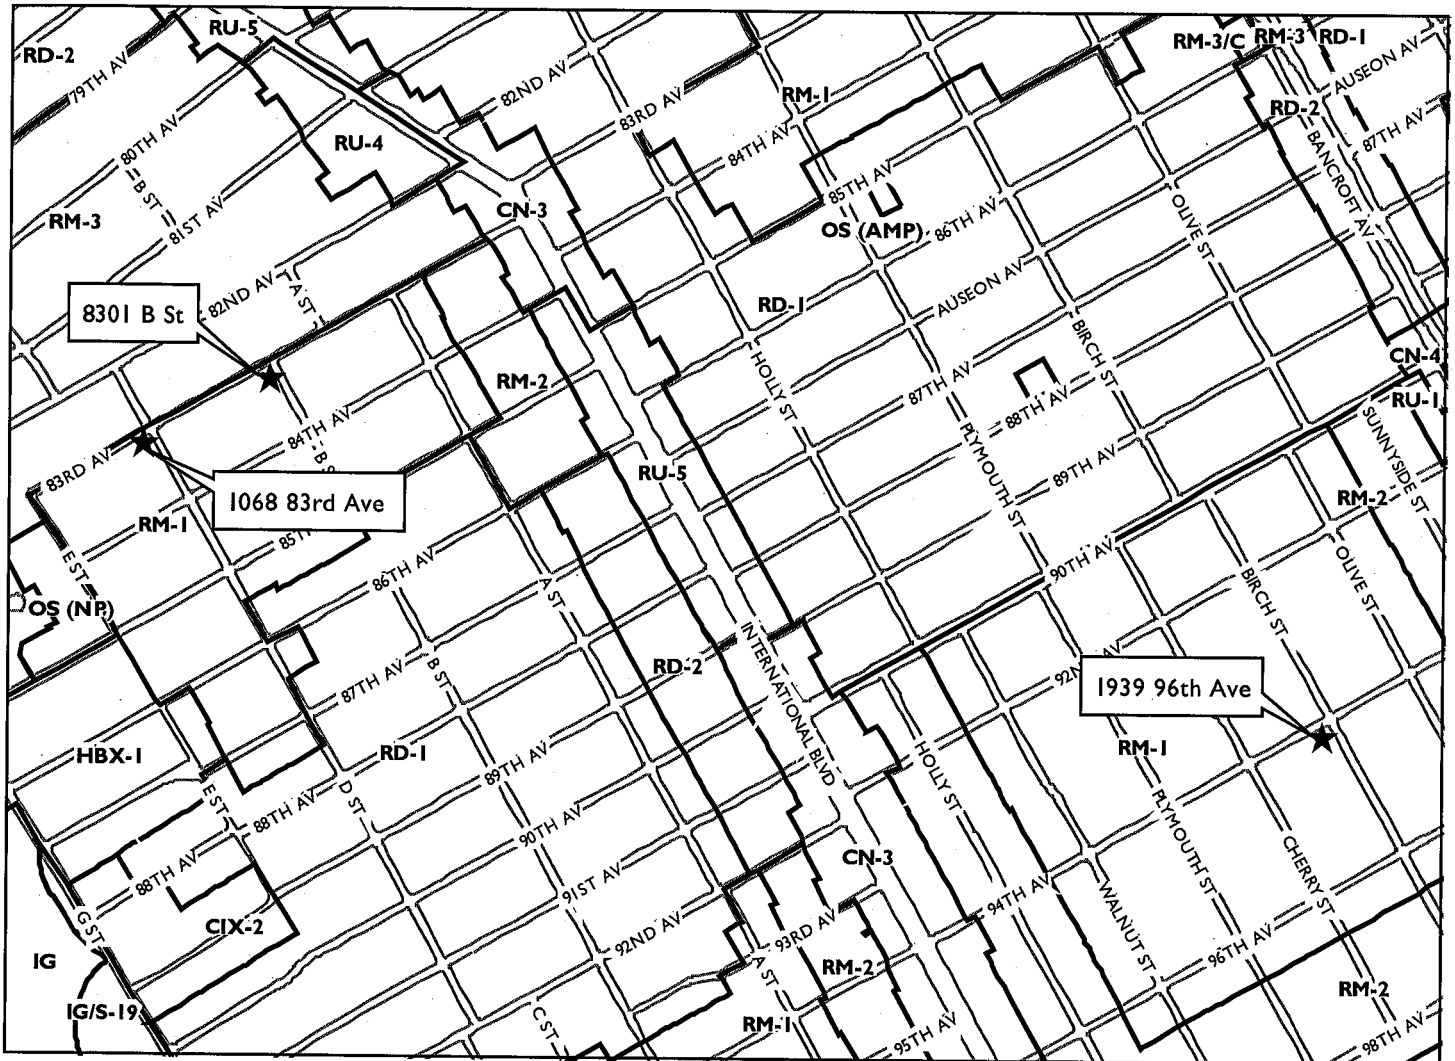 RU-5
RD-2
79TH AV
80TH AV
B ST
81ST AV
RU-4
RM-3
82ND AV
83RD AV
RM-1
84TH AV
85TH AV
RM-3/C
RM-3
RD-1
AUSEON AV
RD-2
BANCROFT AV
87TH AV
CN-3
OS (AMP)
86TH AV
OLIVE ST
82ND AV
A ST
8301 B St
RD-1
AUSEON AV
BIRCH ST
CN-4
RU-1
RM-2
HOLLY ST
87TH AV
88TH AV
PLYMOUTH ST
SUNNYSIDE ST
84TH AV
83RD AV
1068 83rd Ave
RU-5
89TH AV
RM-2
RM-1
E ST
86TH AV
A ST
90TH AV
BIRCH ST
OLIVE ST
OS (NP)
INTERNATIONAL BLVD
RD-2
B ST
87TH AV
1939 96th Ave
HBX-1
RD-1
89TH AV
RM-1
HOLLY ST
E ST
D ST
88TH AV
90TH AV
PLYMOUTH ST
CHERRY ST
88TH AV
91ST AV
CN-3
94TH AV
WALNUT ST
G ST
CIX-2
92ND AV
93RD AV
96TH AV
IG
A ST
RM-2
RM-2
IG/S-19
C ST
RM-1
95TH AV
98TH AV